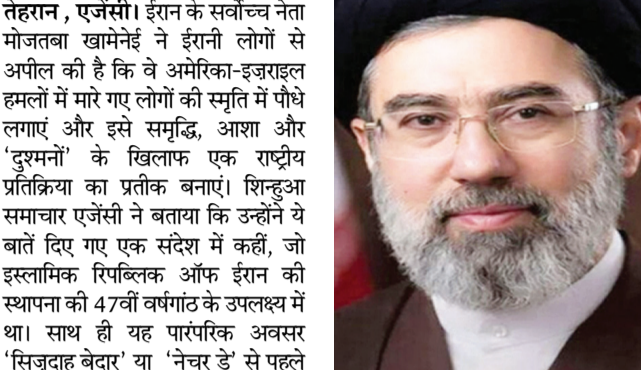 तेहरान , एजेंसी। ईरान के सर्वोच्च नेता
मोजतबा खामेनेई ने ईरानी लोगों से
अपील की है कि वे अमेरिका-इज़राइल
हमलों में मारे गए लोगों की स्मृति में पौधे
लगाएं और इसे समृद्धि, आशा और
‘दुश्मनों’ के खिलाफ एक राष्ट्रीय
प्रतिक्रिया का प्रतीक बनाएं। शिन्हुआ
समाचार एजेंसी ने बताया कि उन्होंने ये
बातें दिए गए एक संदेश में कहीं, जो
इस्लामिक रिपब्लिक ऑफ ईरान की
स्थापना की 47वीं वर्षगांठ के उपलक्ष्य में
था। साथ ही यह पारंपरिक अवसर
‘सिजदाह बेदार’ या ‘नेचर डे’ से पहले